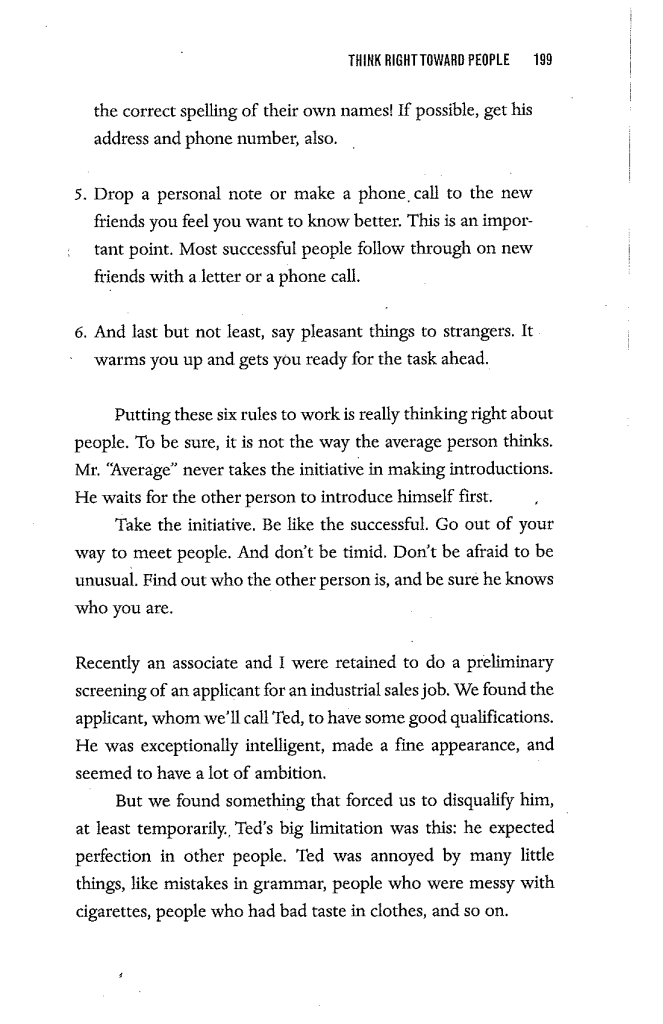 THINK RIGHT TOWARD PEOPLE 199
the correct spelling of their own names! If possible, get his
address and phone number, also.
5. Drop a personal note or make a phone call to the new
friends you feel you want to know better. This is an impor-
tant point. Most successful people follow through on new
friends with a letter or a phone call.
6. And last but not least, say pleasant things to strangers. It
warms you up and gets you ready for the task ahead.
Putting these six rules to work is really thinking right about
people. To be sure, it is not the way the average person thinks.
Mr. “Average” never takes the initiative in making introductions.
He waits for the other person to introduce himself first.
Take the initiative. Be like the successful. Go out of your
way to meet people. And don't be timid. Don't be afraid to be
unusual. Find out who the other person is, and be sure he knows
who you are.
Recently an associate and I were retained to do a preliminary
screening of an applicant for an industrial sales job. We found the
applicant, whom we'll call Ted, to have some good qualifications.
He was exceptionally intelligent, made a fine appearance, and
seemed to have a lot of ambition.
But we found something that forced us to disqualify him,
at least temporarily. Ted's big limitation was this: he expected
perfection in other people. Ted was annoyed by many little
things, like mistakes in grammar, people who were messy with
cigarettes, people who had bad taste in clothes, and so on.